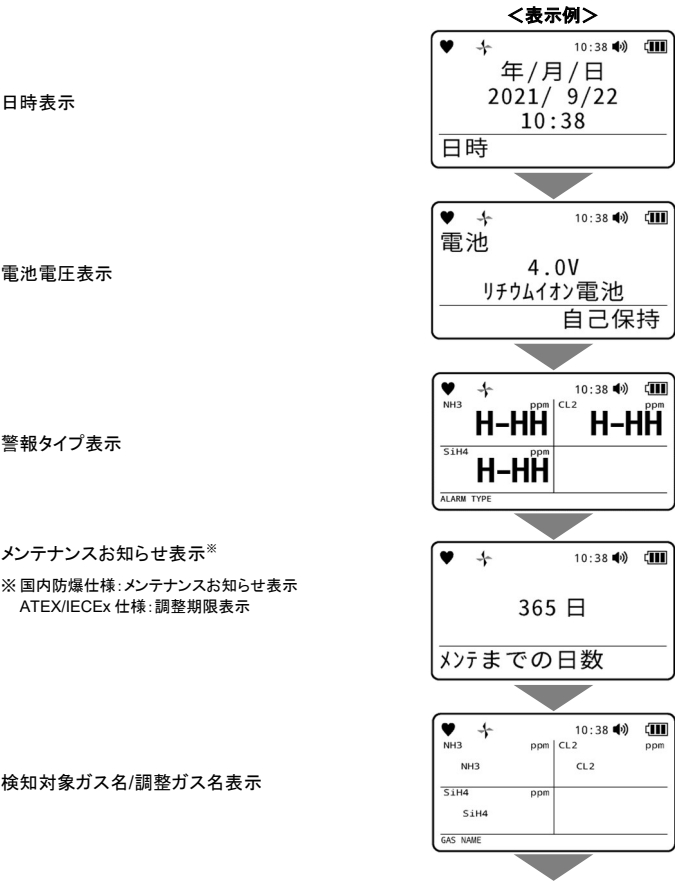 ＜表示例＞
日時表示
10:38
年/月/日
2021/ 9/22
10:38
日時
電池電圧表示
10:38
電池
4.0V
ﾘﾁｳﾑｲｵﾝ電池
自己保持
警報タイプ表示
10:38
NH3 ppm CL2 ppm
H-HH H-HH
SiH4 ppm
H-HH
ALARM TYPE
メンテナンスお知らせ表示※
※ 国内防爆仕様：メンテナンスお知らせ表示
ATEX/IECEx 仕様：調整期限表示
10:38
365 日
ﾒﾝﾃまでの日数
検知対象ガス名/調整ガス名表示
10:38
NH3 ppm CL2 ppm
NH3 CL2
SiH4 ppm
SiH4
GAS NAME